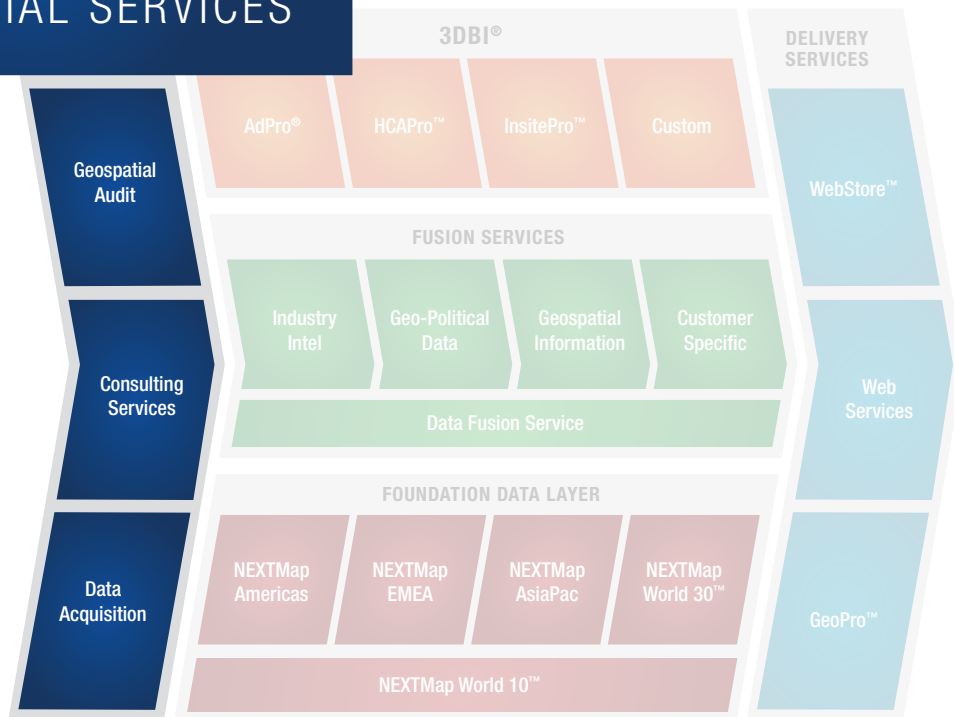 SERVICES
3DBI®
DELIVERY
SERVICES
AdPro®
HCAPro™
InsitePro™
Custom
Geospatial
Audit
WebStore™
FUSION SERVICES
Industry
Intel
Geo-Political
Data
Geospatial
Information
Customer
Specific
Consulting
Services
Web
Services
Data Fusion Service
FOUNDATION DATA LAYER
NEXTMap
Americas
NEXTMap
EMEA
NEXTMap
AsiaPac
NEXTMap
World 30™
Data
Acquisition
GeoPro™
NEXTMap World 10™